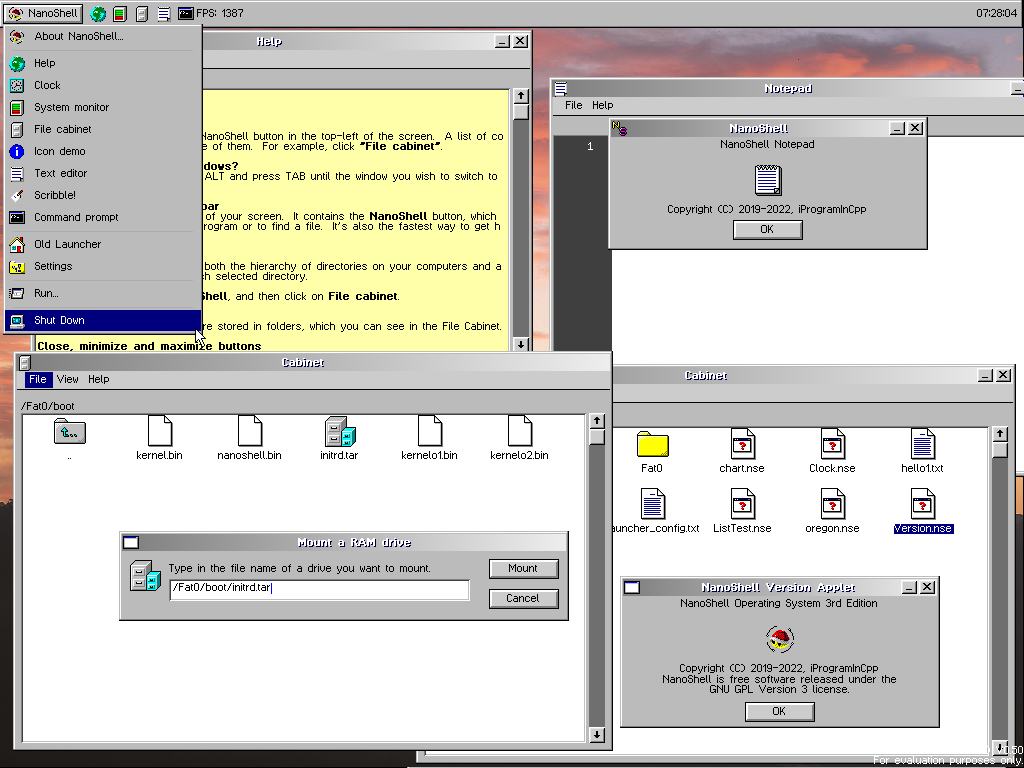 NanoShell
FPS: 1387
07:28:04
About NanoShell...
Help
Clock
System monitor
File cabinet
Icon demo
Text editor
Scribble!
Command prompt
Old Launcher
Settings
Run...
Shut Down
Help
NanoShell button in the top-left of the screen. A list of co
e of them. For example, click "File cabinet".
dows?
ALT and press TAB until the window you wish to switch to
bar
of your screen. It contains the NanoShell button, which
rogram or to find a file. It's also the fastest way to get h
both the hierarchy of directories on your computers and a
h selected directory.
Shell, and then click on File cabinet.
re stored in folders, which you can see in the File Cabinet.
Close, minimize and maximize buttons
Notepad
File Help
1
NanoShell
NanoShell Notepad
Copyright (C) 2019-2022, iProgramInCpp
OK
Cabinet
File View Help
/Fat0/boot
..
kernel.bin
nanoshell.bin
initrd.tar
kernelo1.bin
kernelo2.bin
Mount a RAM drive
Type in the file name of a drive you want to mount.
/Fat0/boot/initrd.tar
Mount
Cancel
Cabinet
Fat0
chart.nse
Clock.nse
hello1.txt
auncher_config.txt
ListTest.nse
oregon.nse
Version.nse
NanoShell Version Applet
NanoShell Operating System 3rd Edition
Copyright (C) 2019-2022, iProgramInCpp
NanoShell is free software released under the
GNU GPL Version 3 license.
OK
For evaluation purposes only.